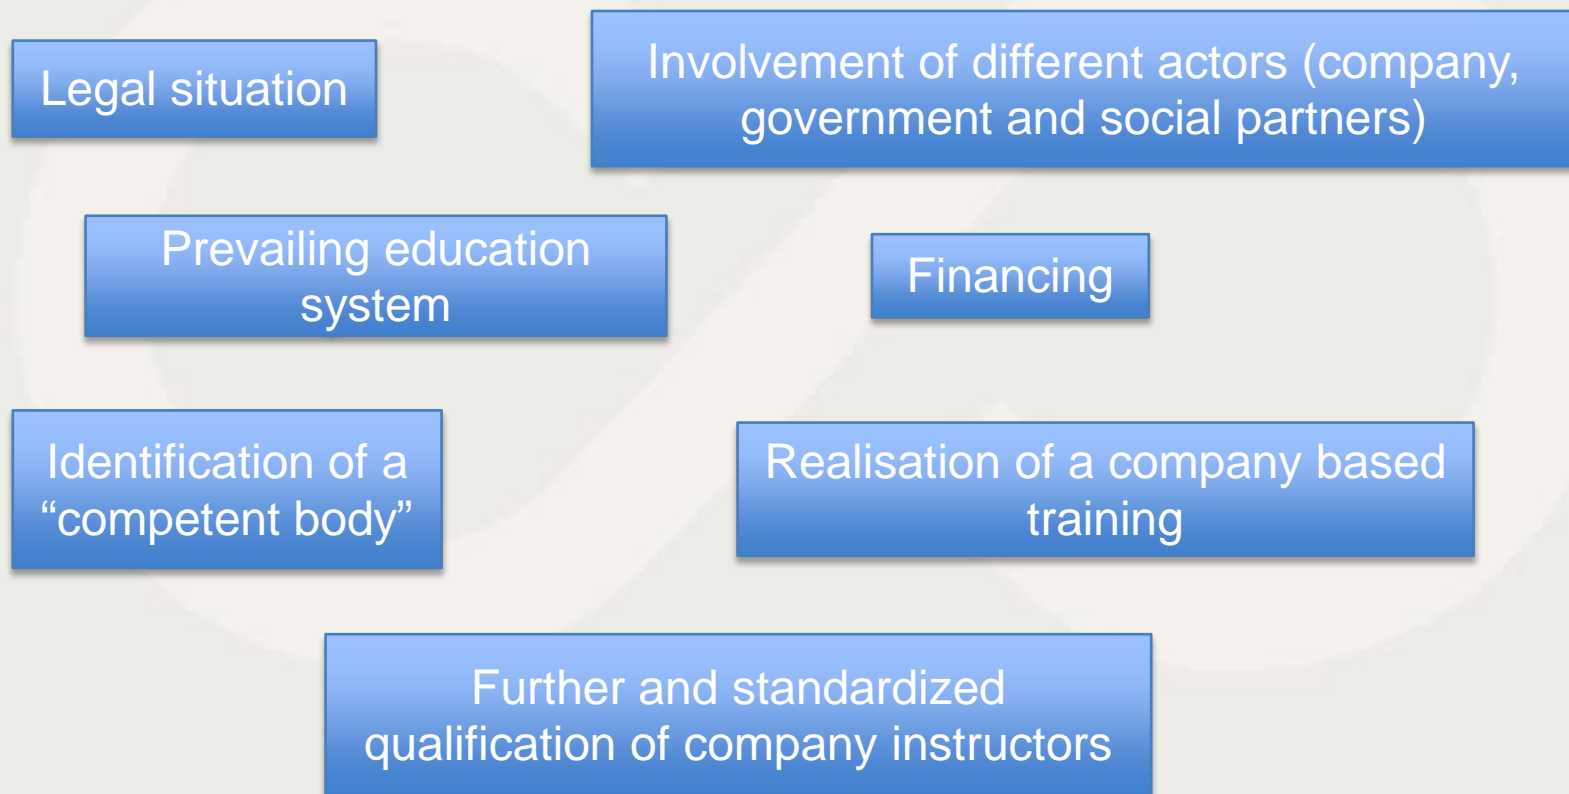 Legal situation
Involvement of different actors (company,
government and social partners)
Prevailing education
system
Financing
Identification of a
“competent body”
Realisation of a company based
training
Further and standardized
qualification of company instructors